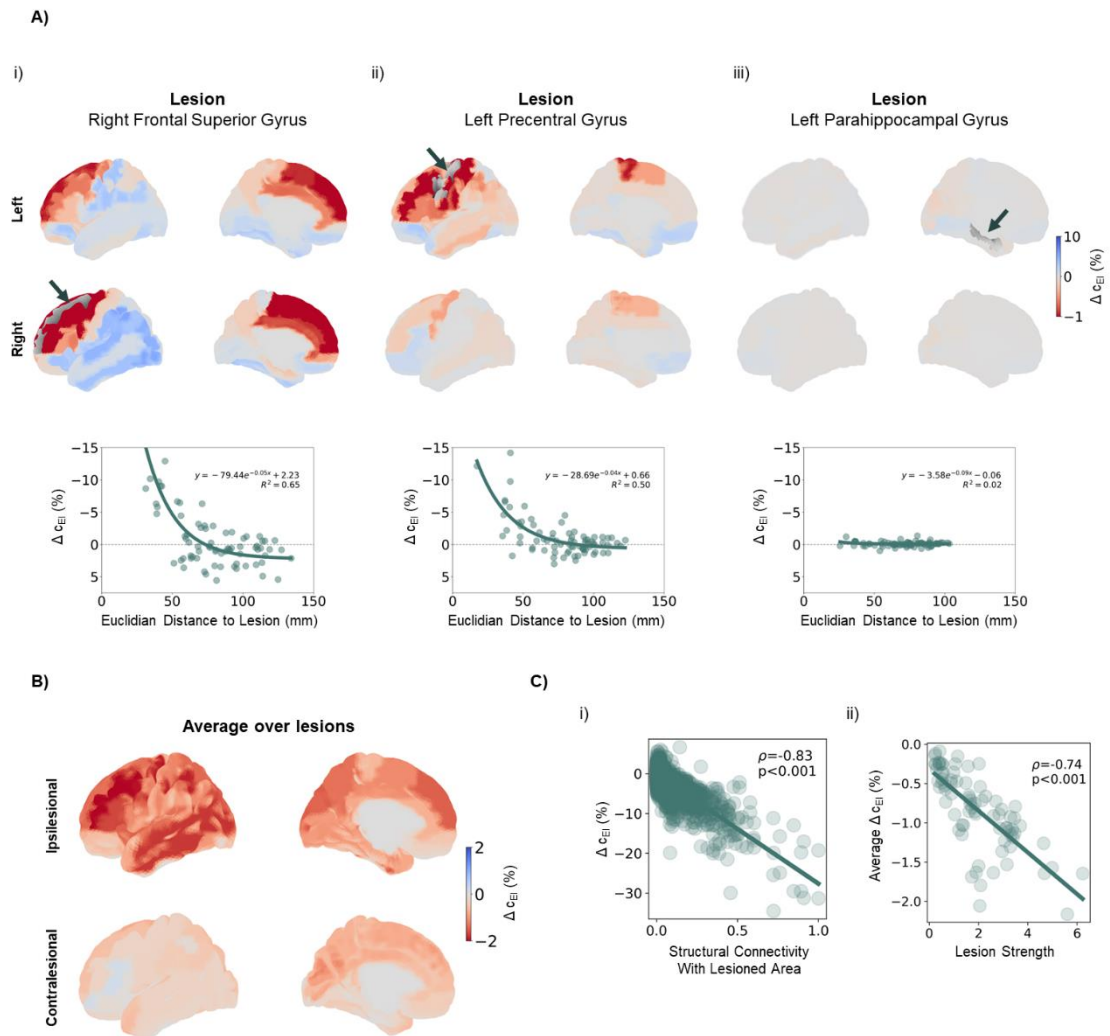 A)
i)
ii)
iii)
Lesion
Right Frontal Superior Gyrus
Lesion
Left Precentral Gyrus
Lesion
Left Parahippocampal Gyrus
Left
Right
10
0
−1
Δ c_EI (%)
−15
−10
−5
0
5
Δ c_EI (%)
y = −79.44e^−0.05x + 2.23
R² = 0.65
0 50 100 150
Euclidian Distance to Lesion (mm)
−15
−10
−5
0
5
Δ c_EI (%)
y = −28.69e^−0.04x + 0.66
R² = 0.50
0 50 100 150
Euclidian Distance to Lesion (mm)
−15
−10
−5
0
5
Δ c_EI (%)
y = −3.58e^−0.09x − 0.06
R² = 0.02
0 50 100 150
Euclidian Distance to Lesion (mm)
B)
Average over lesions
Ipsilesional
Contralesional
2
0
−2
Δ c_EI (%)
C)
i)
0
−10
−20
−30
Δ c_EI (%)
ρ=-0.83
p<0.001
0.0 0.5 1.0
Structural Connectivity
With Lesioned Area
ii)
0.0
−0.5
−1.0
−1.5
−2.0
Average Δ c_EI (%)
ρ=-0.74
p<0.001
0 2 4 6
Lesion Strength